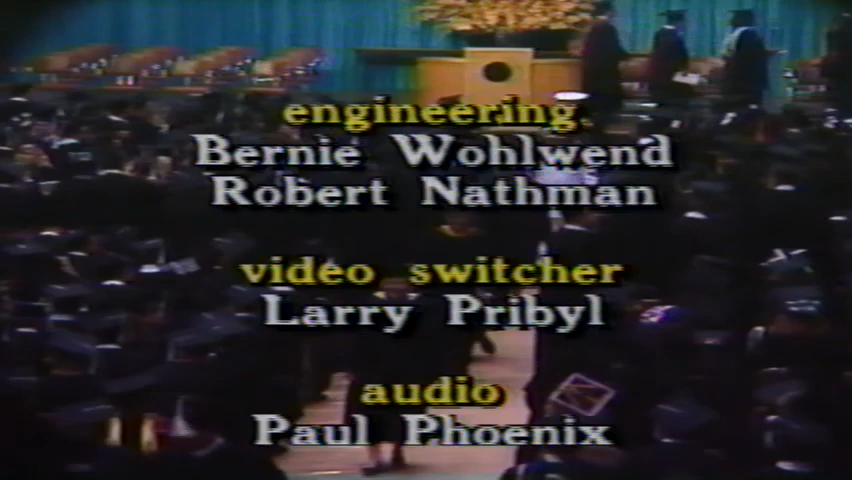 engineering
Bernie Wohlwend
Robert Nathman
video switcher
Larry Pribyl
audio
Paul Phoenix